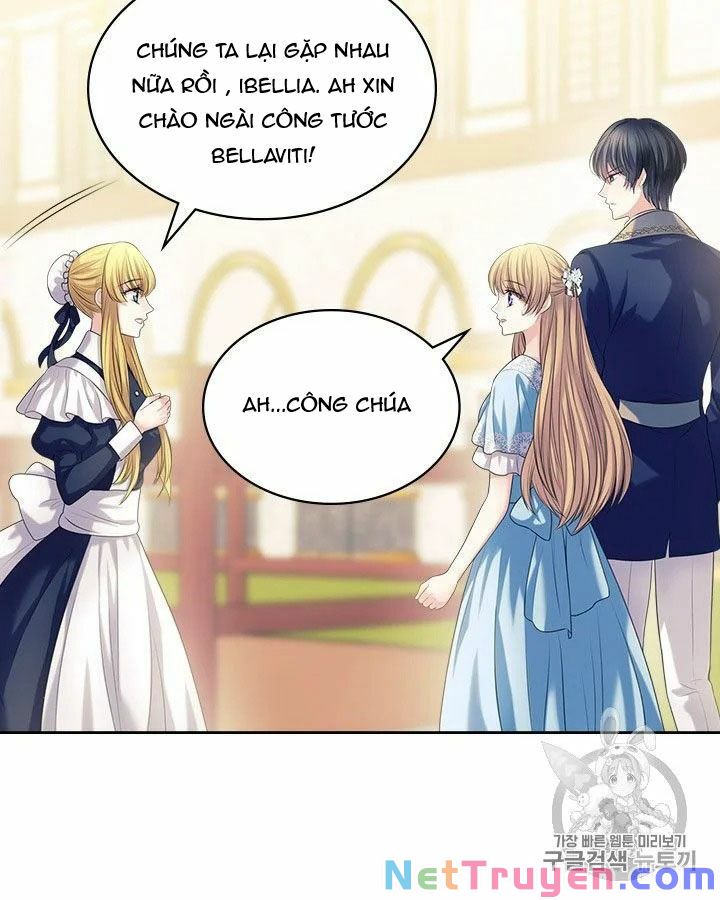 CHÚNG TA LẠI GẶP NHAU
NỮA RỒI , IBELLIA. AH XIN
CHÀO NGÀI CÔNG TƯỚC
BELLAVITI!
AH...CÔNG CHÚA
가장 빠른 웹툰 미리보기
구글검색 뉴토끼
NetTruyen.com